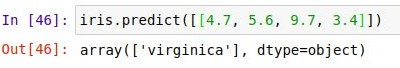 In [46]: iris.predict([[4.7, 5.6, 9.7, 3.4]])
Out[46]: array(['virginica'], dtype=object)